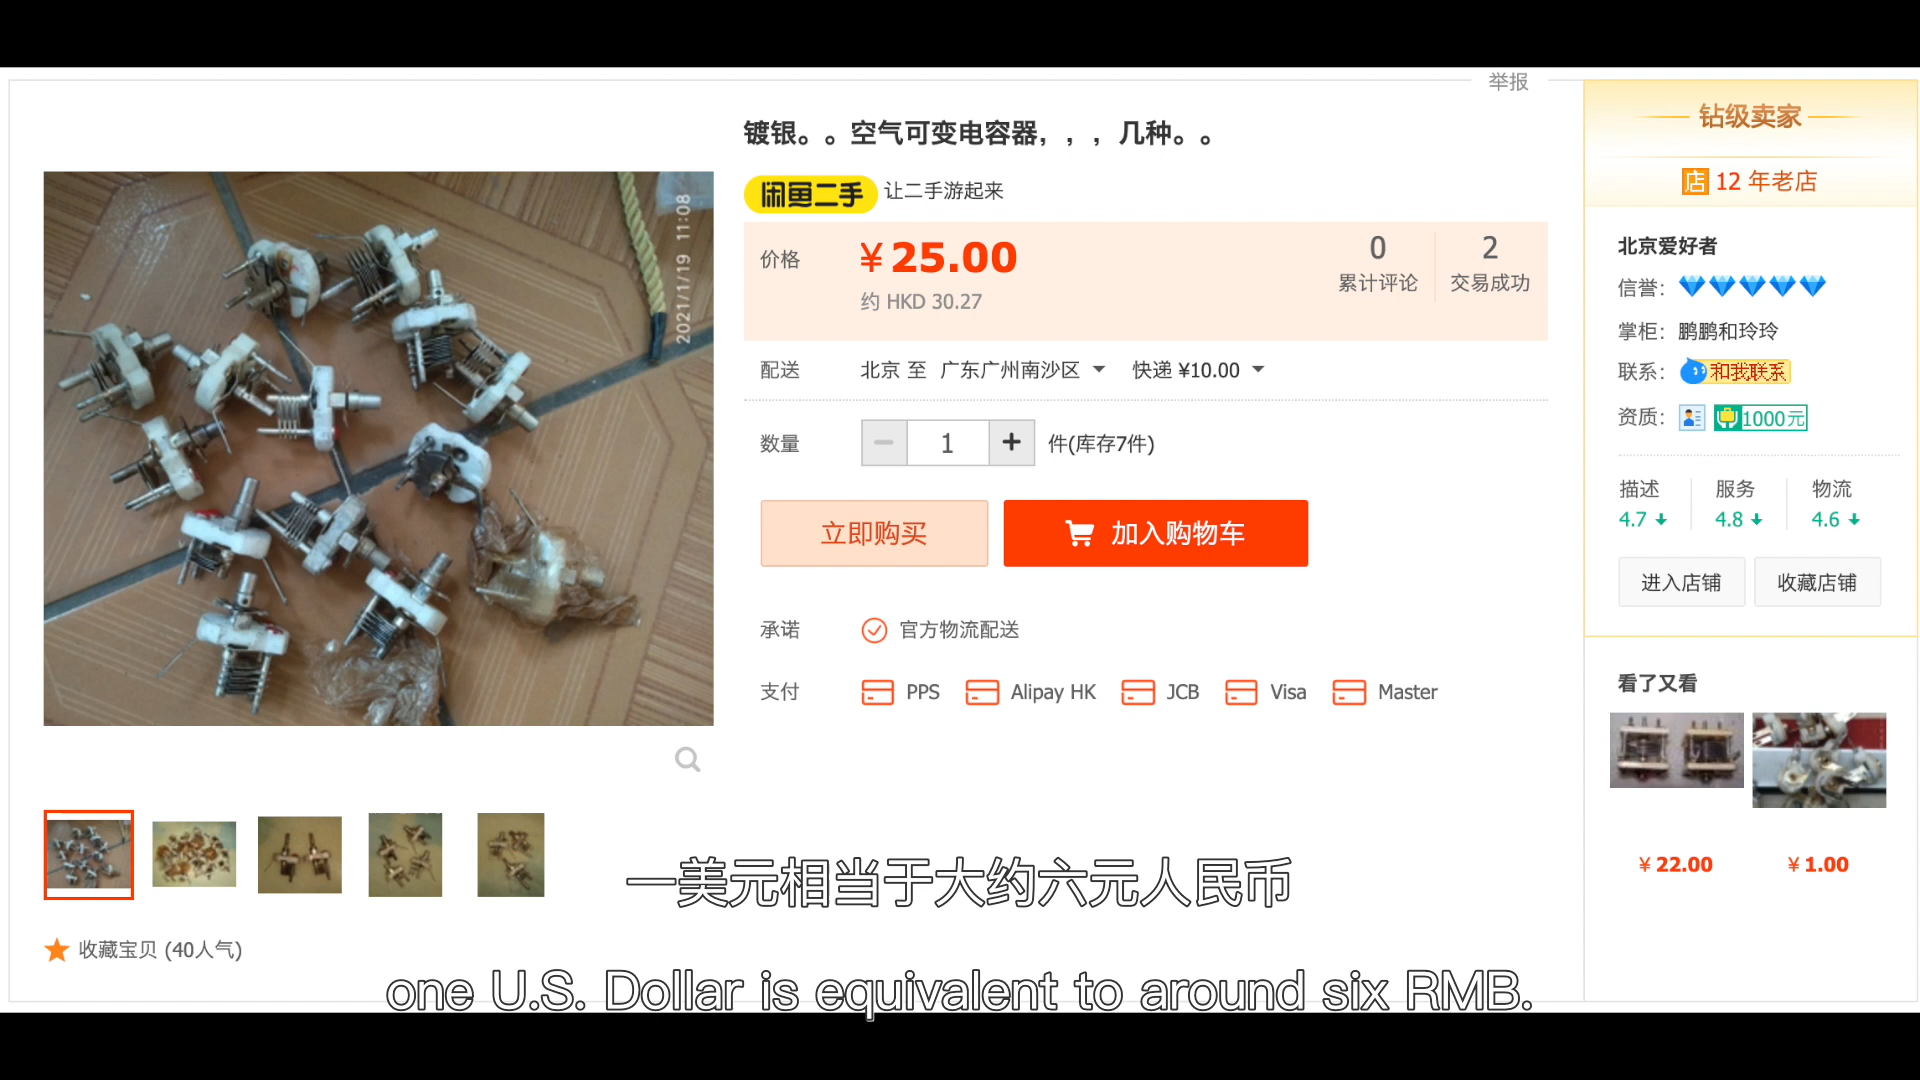 举报
镀银。。空气可变电容器，，，几种。。
闲鱼二手 让二手游起来
价格 ¥25.00
约 HKD 30.27
0
累计评论
2
交易成功
配送 北京 至 广东广州南沙区 快递 ¥10.00
数量 1 件(库存7件)
立即购买 加入购物车
承诺 官方物流配送
支付 PPS Alipay HK JCB Visa Master
2021/1/19 11:08
收藏宝贝 (40人气)
钻级卖家
店 12 年老店
北京爱好者
信誉：
掌柜： 鹏鹏和玲玲
联系： 和我联系
资质： 1000元
描述 服务 物流
4.7 4.8 4.6
进入店铺 收藏店铺
看了又看
¥22.00 ¥1.00
一美元相当于大约六元人民币
one U.S. Dollar is equivalent to around six RMB.